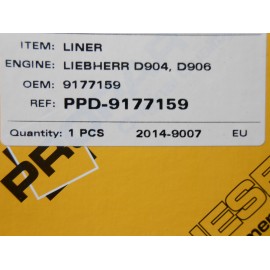 ITEM: LINER
ENGINE: LIEBHERR D904, D906
OEM: 9177159
REF: PPD-9177159
Quantity: 1 PCS 2014-9007 EU